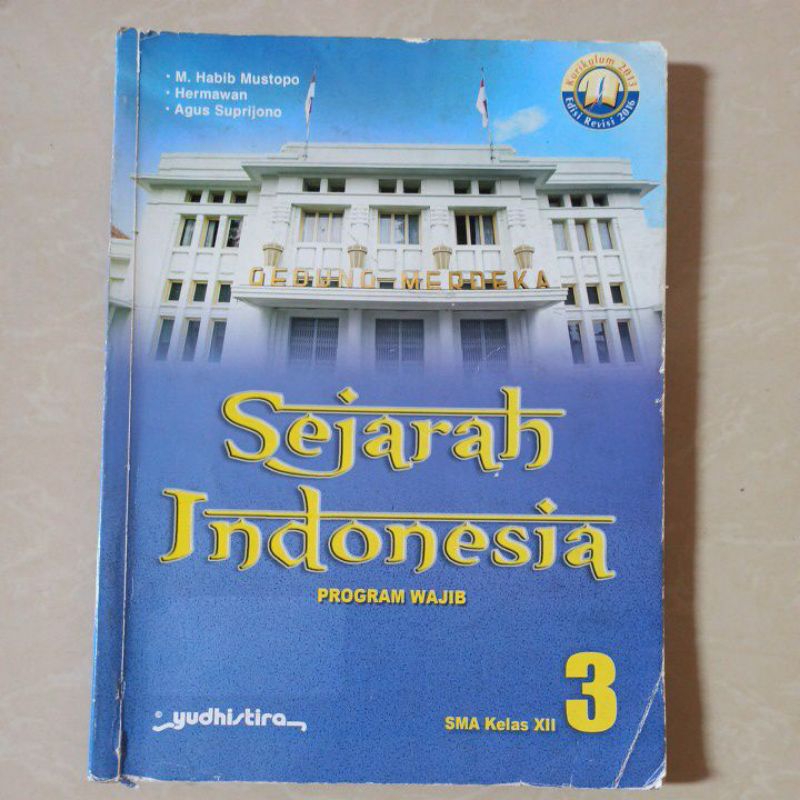 • M. Habib Mustopo
• Hermawan
• Agus Suprijono
Kurikulum 2013
Edisi Revisi 2016
GEDUNG MERDEKA
Sejarah
Indonesia
PROGRAM WAJIB
© yudhistira
SMA Kelas XII 3